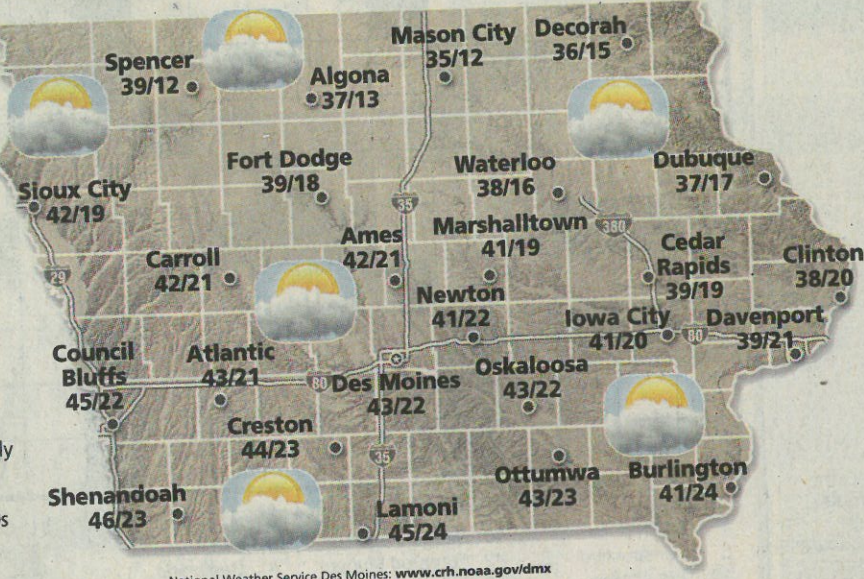 Mason City
35/12
Decorah
36/15
Spencer
39/12
Algona
37/13
Fort Dodge
39/18
Waterloo
38/16
Dubuque
37/17
Sioux City
42/19
35
380
Marshalltown
41/19
Ames
42/21
Cedar
Rapids
39/19
Clinton
38/20
Carroll
42/21
29
Newton
41/22
Iowa City
41/20
80
Davenport
39/21
Council
Bluffs
45/22
Atlantic
43/21
80
Des Moines
43/22
Oskaloosa
43/22
Creston
44/23
35
Ottumwa
43/23
Burlington
41/24
Shenandoah
46/23
Lamoni
45/24
National Weather Service Des Moines: www.crh.noaa.gov/dmx